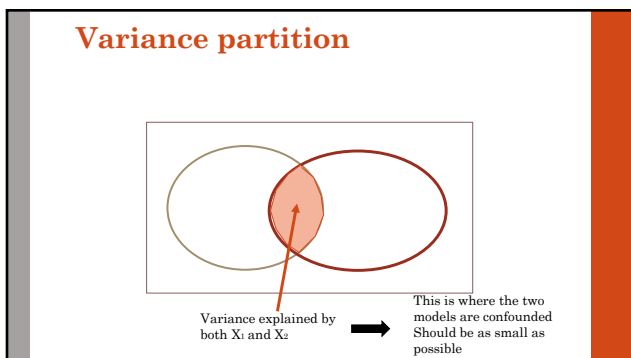 Variance partition
Variance explained by
both X₁ and X₂
This is where the two
models are confounded
Should be as small as
possible